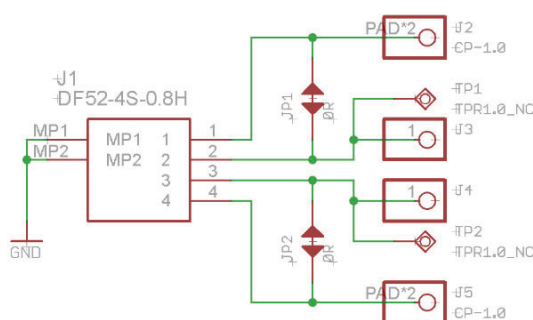 PAD*2
J2
CP-1.0
J1
DF52-4S-0.8H
JP1
0R
TP1
TPR1.0_NC
1
J3
MP1
MP1
1
1
MP2
MP2
2
2
3
3
4
4
1
J4
TP2
TPR1.0_NC
JP2
0R
GND
PAD*2
J5
CP-1.0